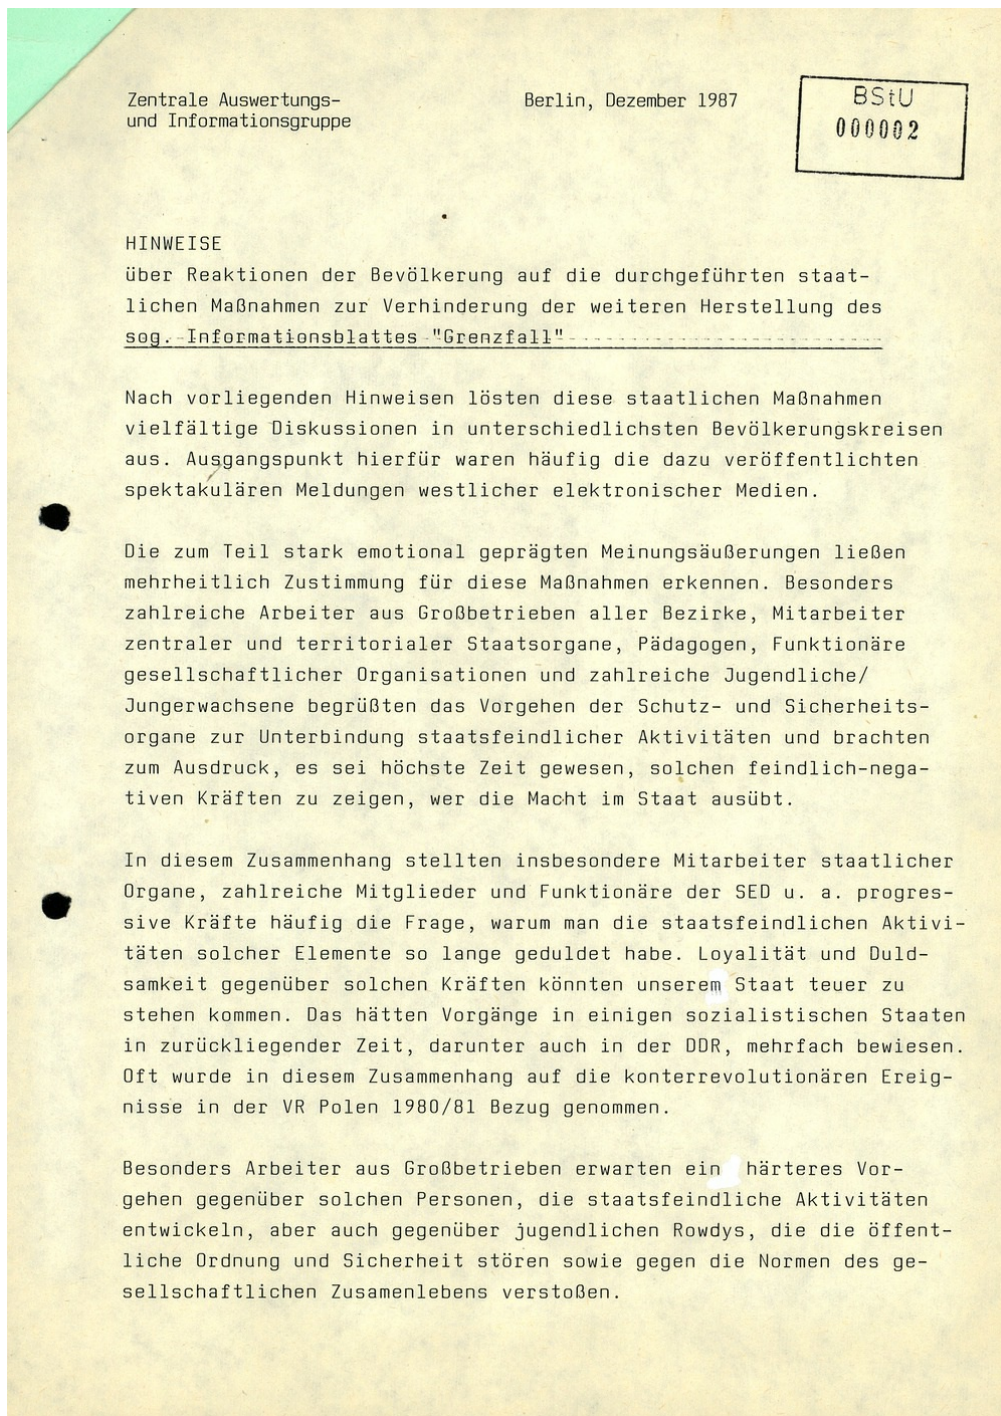 Zentrale Auswertungs-
und Informationsgruppe
Berlin, Dezember 1987
BStU
000002
HINWEISE
über Reaktionen der Bevölkerung auf die durchgeführten staat-
lichen Maßnahmen zur Verhinderung der weiteren Herstellung des
sog. Informationsblattes "Grenzfall"
Nach vorliegenden Hinweisen lösten diese staatlichen Maßnahmen
vielfältige Diskussionen in unterschiedlichsten Bevölkerungskreisen
aus. Ausgangspunkt hierfür waren häufig die dazu veröffentlichten
spektakulären Meldungen westlicher elektronischer Medien.
Die zum Teil stark emotional geprägten Meinungsäußerungen ließen
mehrheitlich Zustimmung für diese Maßnahmen erkennen. Besonders
zahlreiche Arbeiter aus Großbetrieben aller Bezirke, Mitarbeiter
zentraler und territorialer Staatsorgane, Pädagogen, Funktionäre
gesellschaftlicher Organisationen und zahlreiche Jugendliche/
Jungerwachsene begrüßten das Vorgehen der Schutz- und Sicherheits-
organe zur Unterbindung staatsfeindlicher Aktivitäten und brachten
zum Ausdruck, es sei höchste Zeit gewesen, solchen feindlich-nega-
tiven Kräften zu zeigen, wer die Macht im Staat ausübt.
In diesem Zusammenhang stellten insbesondere Mitarbeiter staatlicher
Organe, zahlreiche Mitglieder und Funktionäre der SED u. a. progres-
sive Kräfte häufig die Frage, warum man die staatsfeindlichen Aktivi-
täten solcher Elemente so lange geduldet habe. Loyalität und Duld-
samkeit gegenüber solchen Kräften könnten unserem Staat teuer zu
stehen kommen. Das hätten Vorgänge in einigen sozialistischen Staaten
in zurückliegender Zeit, darunter auch in der DDR, mehrfach bewiesen.
Oft wurde in diesem Zusammenhang auf die konterrevolutionären Ereig-
nisse in der VR Polen 1980/81 Bezug genommen.
Besonders Arbeiter aus Großbetrieben erwarten ein härteres Vor-
gehen gegenüber solchen Personen, die staatsfeindliche Aktivitäten
entwickeln, aber auch gegenüber jugendlichen Rowdys, die die öffent-
liche Ordnung und Sicherheit stören sowie gegen die Normen des ge-
sellschaftlichen Zusamenlebens verstoßen.